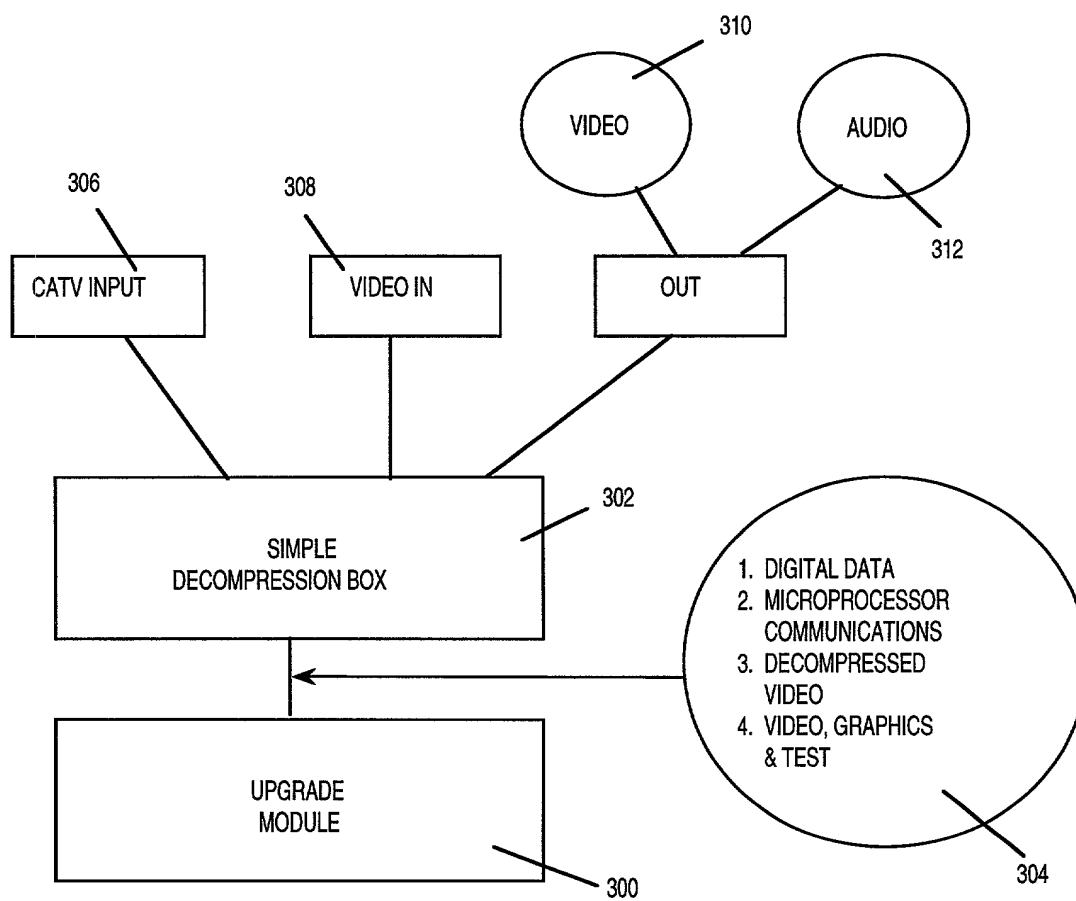 310
VIDEO
AUDIO
306
308
312
CATV INPUT
VIDEO IN
OUT
302
SIMPLE
DECOMPRESSION BOX
1. DIGITAL DATA
2. MICROPROCESSOR
COMMUNICATIONS
3. DECOMPRESSED
VIDEO
4. VIDEO, GRAPHICS
& TEST
UPGRADE
MODULE
300
304